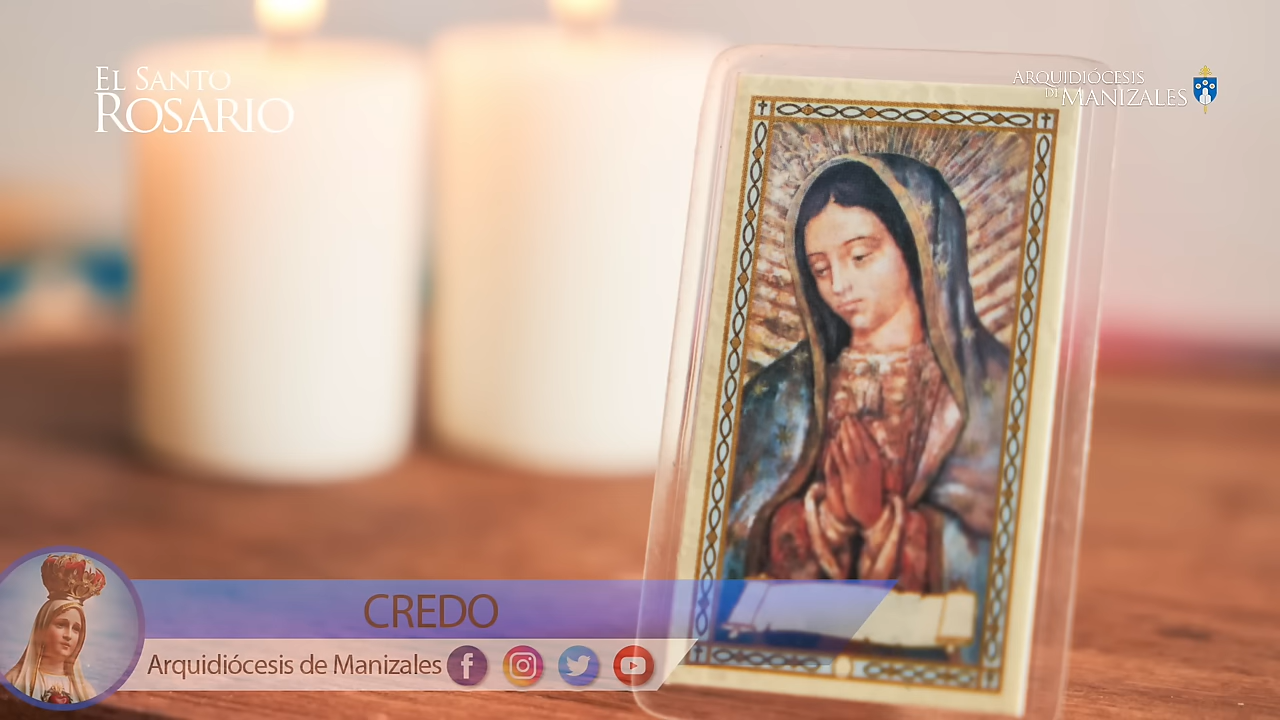 EL SANTO
ROSARIO
ARQUIDIÓCESIS
DE MANIZALES
CREDO
Arquidiócesis de Manizales